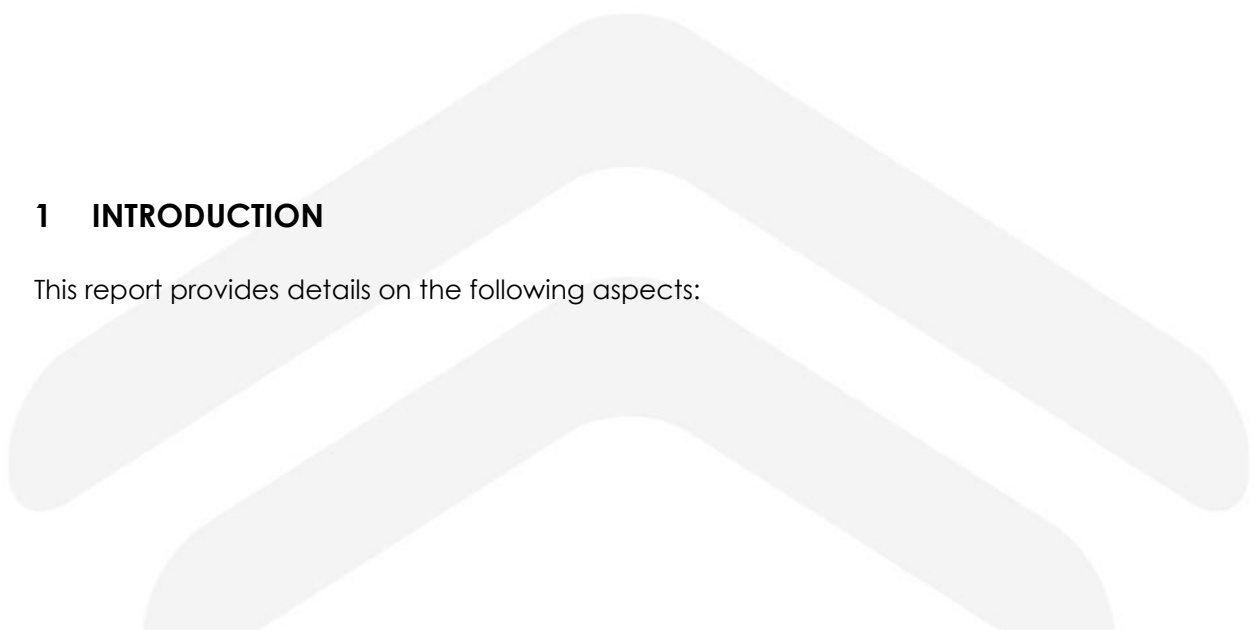 1 INTRODUCTION
This report provides details on the following aspects: